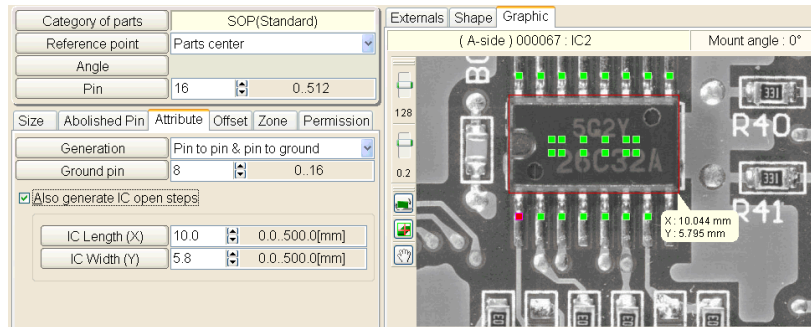 Category of parts SOP(Standard)
Reference point Parts center
Angle
Pin 16 0..512
Size Abolished Pin Attribute Offset Zone Permission
Generation Pin to pin & pin to ground
Ground pin 8 0..16
Also generate IC open steps
IC Length (X) 10.0 0.0..500.0[mm]
IC Width (Y) 5.8 0.0..500.0[mm]
Externals Shape Graphic
( A-side ) 000067 : IC2 Mount angle : 0°
128
0.2
5G2Y
26C32A
331
R40
331
R41
X : 10.044 mm
Y : 5.795 mm